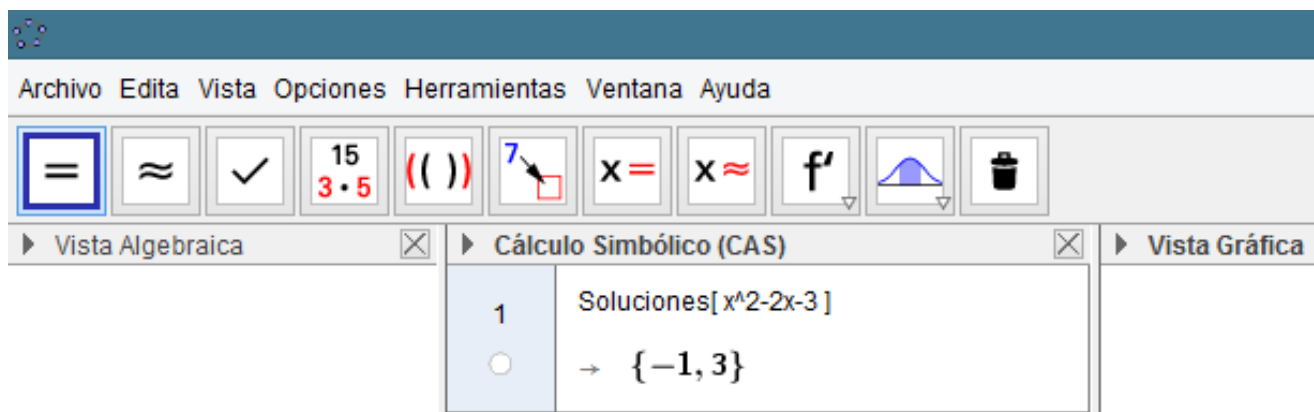 Archivo Edita Vista Opciones Herramientas Ventana Ayuda
= ≈ ✓ 15 3·5 (( )) 7 x= x≈ f′
Vista Algebraica
Cálculo Simbólico (CAS)
Vista Gráfica
1
Soluciones[ x^2-2x-3 ]
→ {−1, 3}